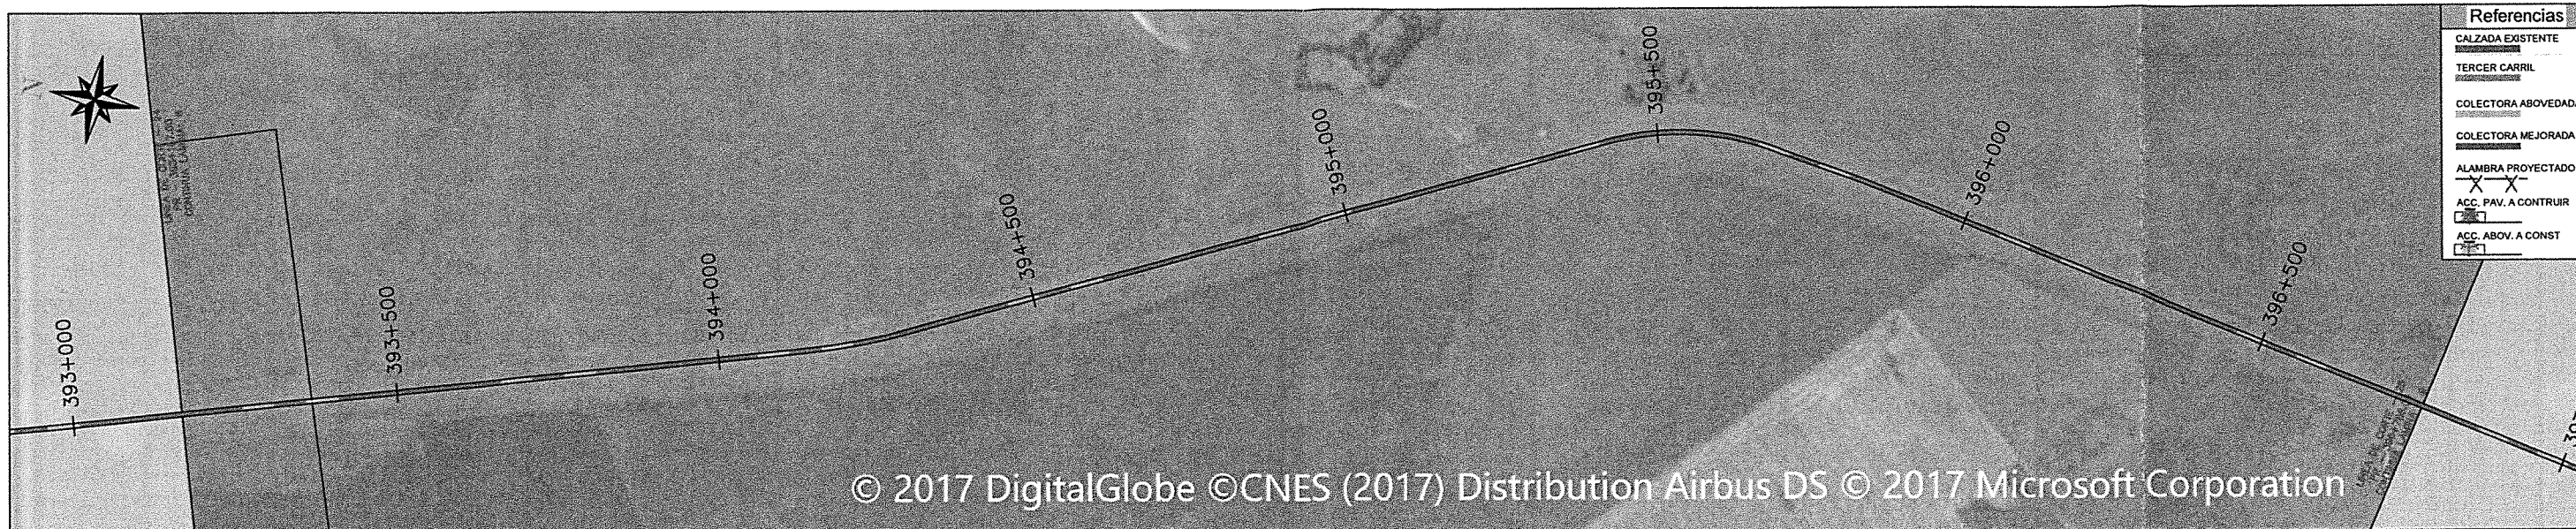 N
393+000
393+500
394+000
394+500
395+000
395+500
396+000
396+500
Referencias
CALZADA EXISTENTE
TERCER CARRIL
COLECTORA ABOVEDADA
COLECTORA MEJORADA
ALAMBRA PROYECTADO
ACC. PAV. A CONTRUIR
ACC. ABOV. A CONST
© 2017 DigitalGlobe ©CNES (2017) Distribution Airbus DS © 2017 Microsoft Corporation